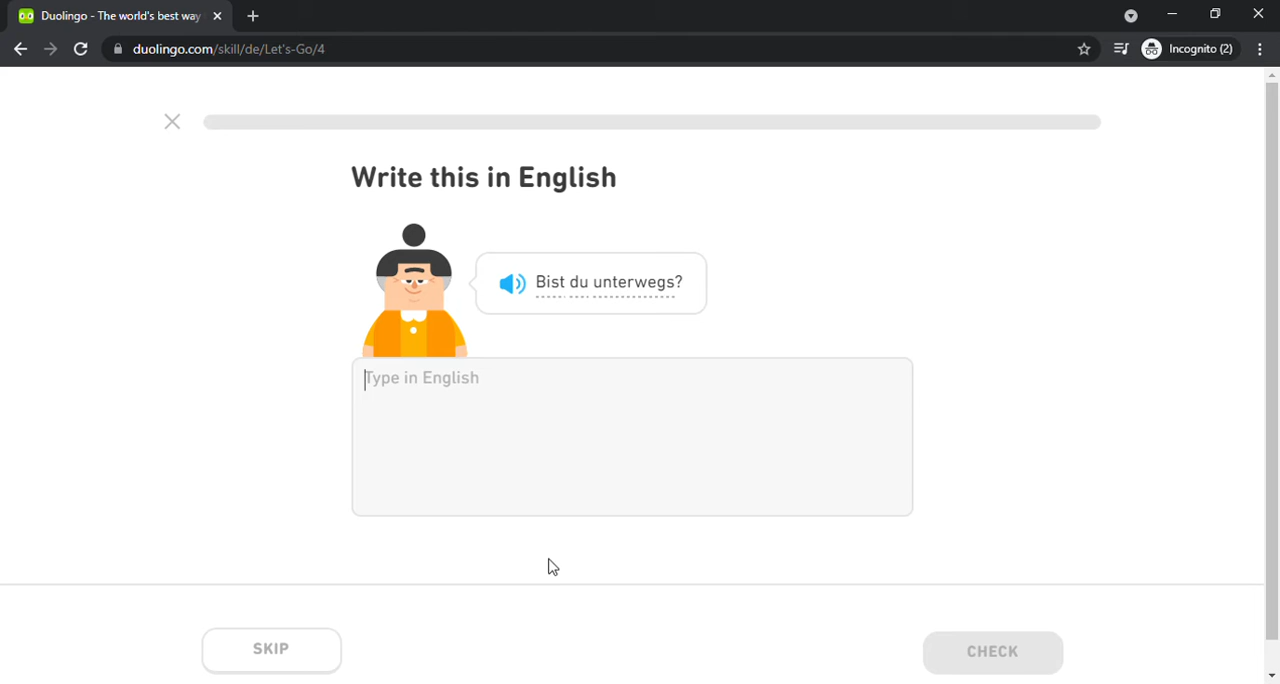 Duolingo - The world's best way
duolingo.com/skill/de/Let's-Go/4
Incognito (2)
Write this in English
Bist du unterwegs?
Type in English
SKIP
CHECK